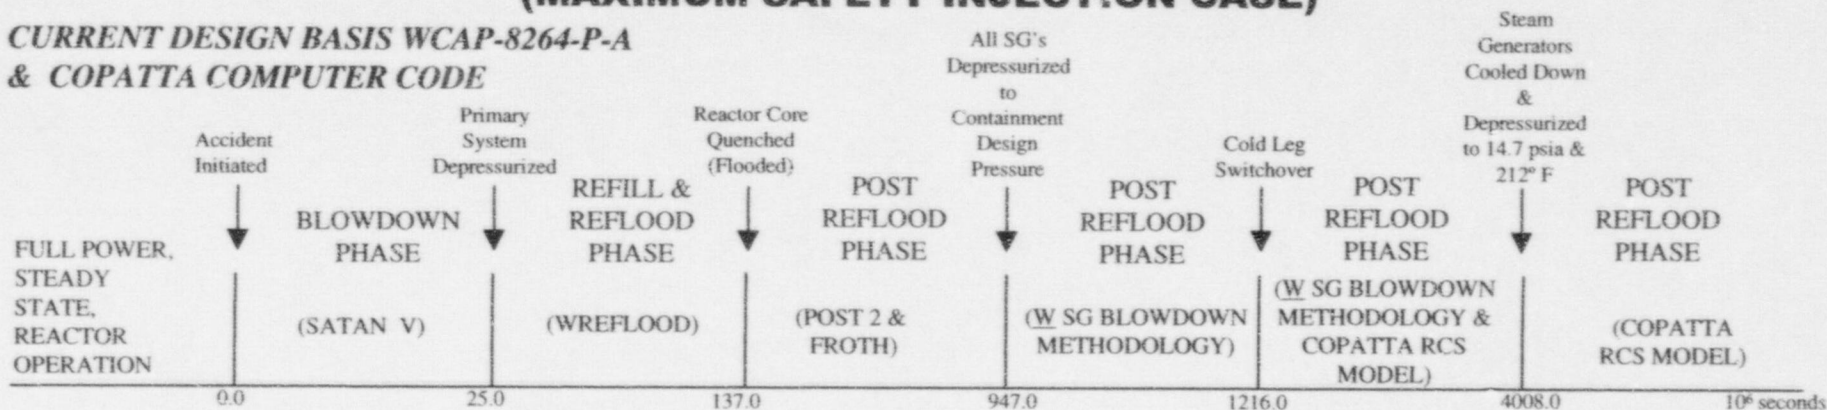 (MAXIMUM SAFETY INJECTION CASE)
CURRENT DESIGN BASIS WCAP-8264-P-A
& COPATTA COMPUTER CODE
Accident
Initiated
Primary
System
Depressurized
Reactor Core
Quenched
(Flooded)
All SG's
Depressurized
to
Containment
Design
Pressure
Cold Leg
Switchover
Steam
Generators
Cooled Down
&
Depressurized
to 14.7 psia &
212° F
FULL POWER,
STEADY
STATE,
REACTOR
OPERATION
BLOWDOWN
PHASE
(SATAN V)
REFILL &
REFLOOD
PHASE
(WREFLOOD)
POST
REFLOOD
PHASE
(POST 2 &
FROTH)
POST
REFLOOD
PHASE
(W SG BLOWDOWN
METHODOLOGY)
POST
REFLOOD
PHASE
(W SG BLOWDOWN
METHODOLOGY &
COPATTA RCS
MODEL)
POST
REFLOOD
PHASE
(COPATTA
RCS MODEL)
0.0 25.0 137.0 947.0 1216.0 4008.0 10⁶ seconds